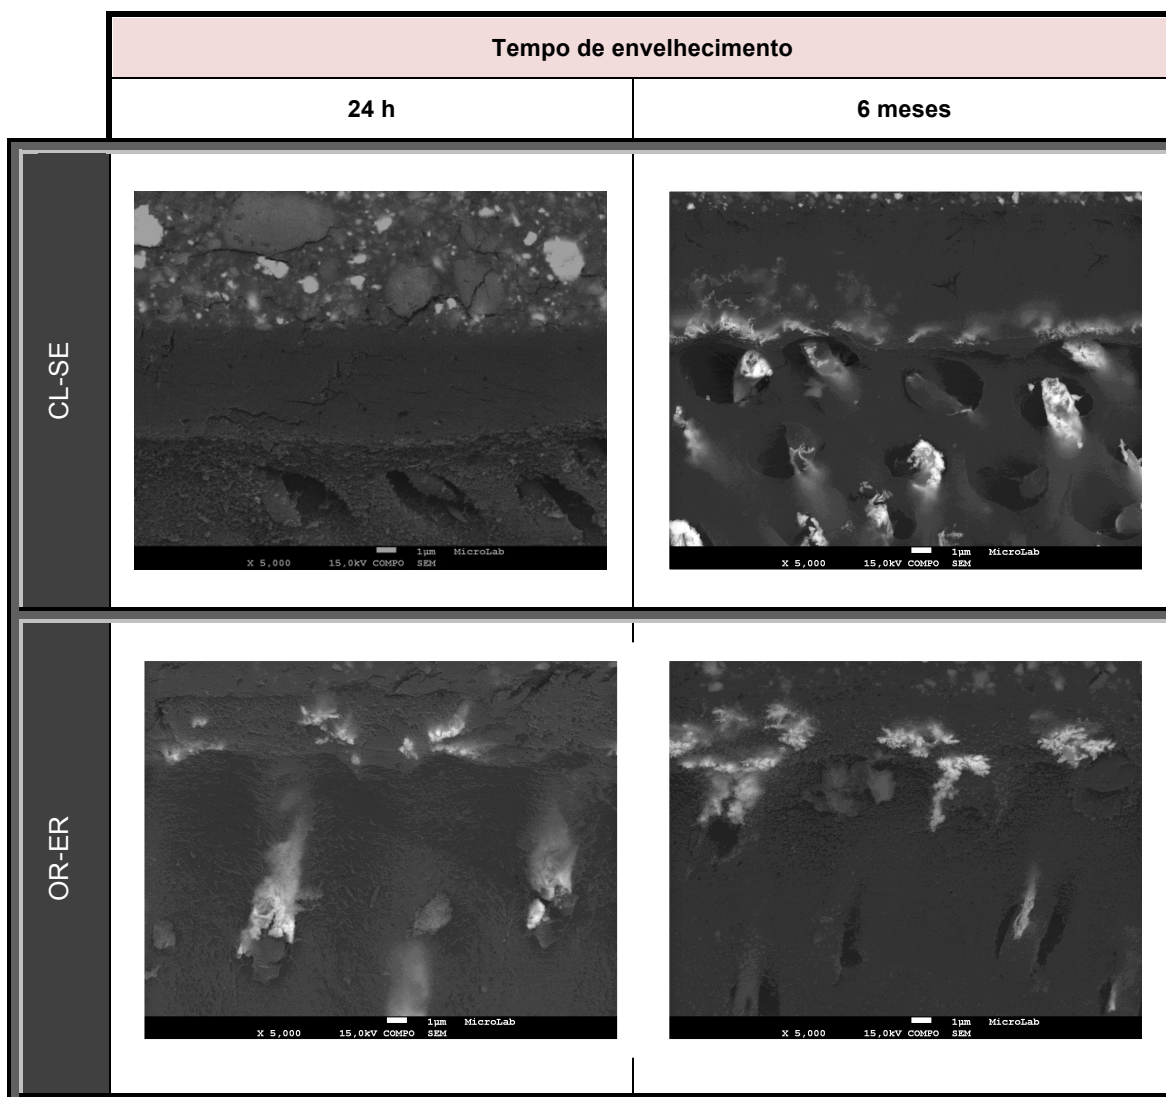 Tempo de envelhecimento
24 h
6 meses
CL-SE
1µm MicroLab
X 5,000 15,0kV COMPO SEM
1µm MicroLab
X 5,000 15,0kV COMPO SEM
OR-ER
1µm MicroLab
X 5,000 15,0kV COMPO SEM
1µm MicroLab
X 5,000 15,0kV COMPO SEM